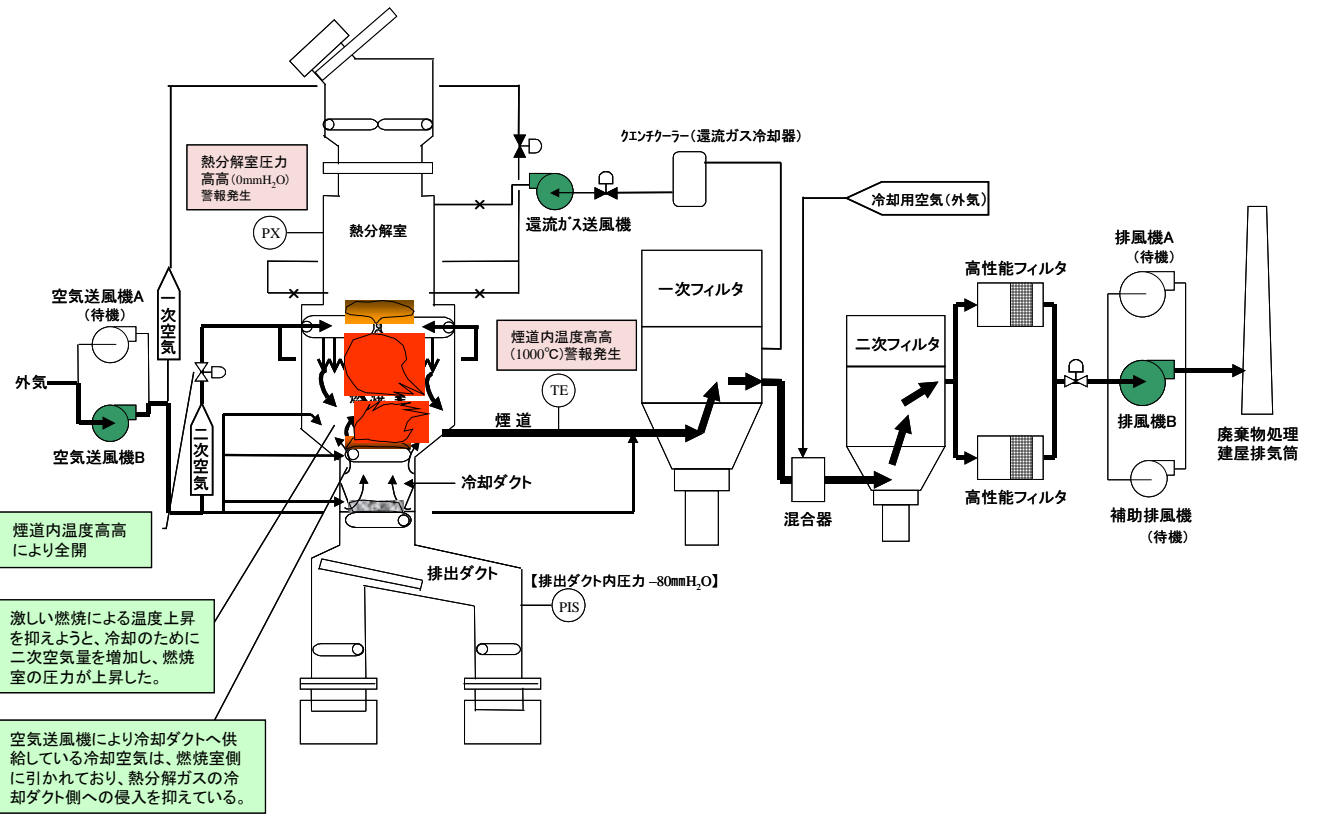 クエンチクーラー（還流ガス冷却器）
熱分解室圧力
高高（0mmH2O）
警報発生
PX
熱分解室
還流ガス送風機
冷却用空気（外気）
一次フィルタ
高性能フィルタ
排風機A
（待機）
空気送風機A
（待機）
一次空気
煙道内温度高高
（1000℃）警報発生
TE
二次フィルタ
外気
空気送風機B
二次空気
煙 道
排風機B
廃棄物処理
建屋排気筒
冷却ダクト
混合器
高性能フィルタ
補助排風機
（待機）
煙道内温度高高
により全開
排出ダクト
【排出ダクト内圧力 –80mmH2O】
PIS
激しい燃焼による温度上昇
を抑えようと、冷却のために
二次空気量を増加し、燃焼
室の圧力が上昇した。
空気送風機により冷却ダクトへ供
給している冷却空気は、燃焼室側
に引かれており、熱分解ガスの冷
却ダクト側への侵入を抑えている。